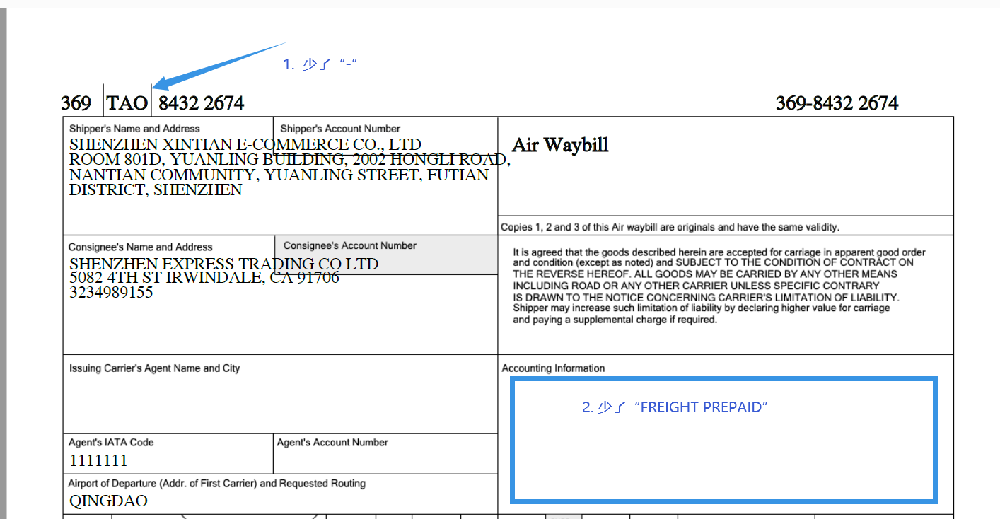 1. 少了 “-”
369 TAO 8432 2674 369-8432 2674
Shipper's Name and Address Shipper's Account Number
SHENZHEN XINTIAN E-COMMERCE CO., LTD
ROOM 801D, YUANLING BUILDING, 2002 HONGLI ROAD,
NANTIAN COMMUNITY, YUANLING STREET, FUTIAN
DISTRICT, SHENZHEN
Air Waybill
Copies 1, 2 and 3 of this Air waybill are originals and have the same validity.
Consignee's Name and Address Consignee's Account Number
SHENZHEN EXPRESS TRADING CO LTD
5082 4TH ST IRWINDALE, CA 91706
3234989155
It is agreed that the goods described herein are accepted for carriage in apparent good order
and condition (except as noted) and SUBJECT TO THE CONDITION OF CONTRACT ON
THE REVERSE HEREOF. ALL GOODS MAY BE CARRIED BY ANY OTHER MEANS
INCLUDING ROAD OR ANY OTHER CARRIER UNLESS SPECIFIC CONTRARY
IS DRAWN TO THE NOTICE CONCERNING CARRIER'S LIMITATION OF LIABILITY.
Shipper may increase such limitation of liability by declaring higher value for carriage
and paying a supplemental charge if required.
Issuing Carrier's Agent Name and City
Accounting Information
2. 少了 “FREIGHT PREPAID”
Agent's IATA Code Agent's Account Number
1111111
Airport of Departure (Addr. of First Carrier) and Requested Routing
QINGDAO